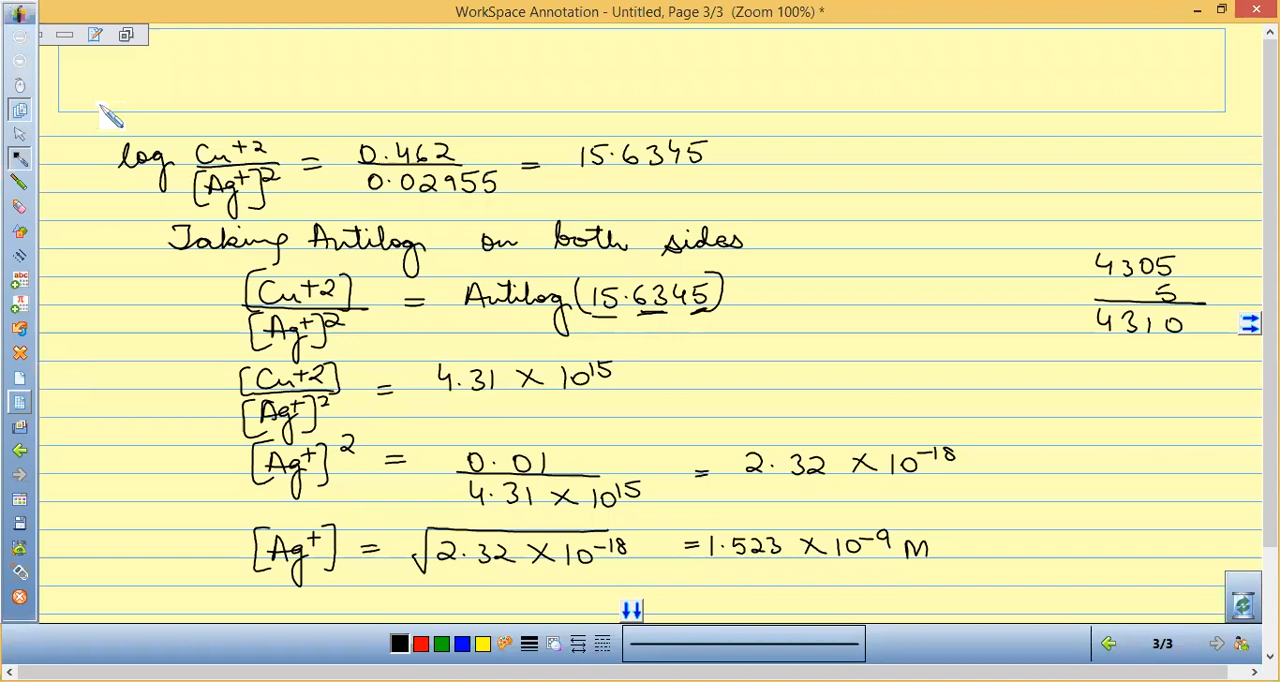 WorkSpace Annotation - Untitled, Page 3/3 (Zoom 100%) *
log Cu+2 / [Ag+]^2 = 0.462 / 0.02955 = 15.6345
Taking Antilog on both sides
[Cu+2] / [Ag+]^2 = Antilog (15.6345)
4305
5
4310
[Cu+2] / [Ag+]^2 = 4.31 × 10^15
[Ag+]^2 = 0.01 / 4.31 × 10^15 = 2.32 × 10^-18
[Ag+] = √2.32 × 10^-18 = 1.523 × 10^-9 M
3/3